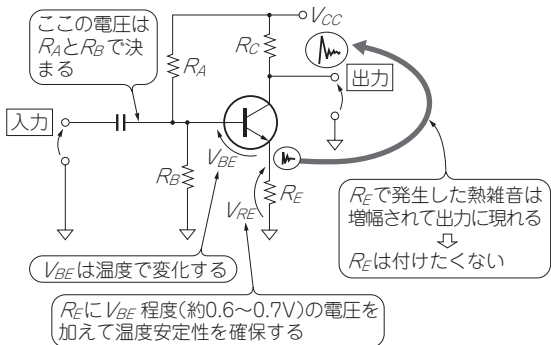 ここの電圧は
RAとRBで決
まる
VCC
RC
RA
出力
入力
VBE
RB
RE
VRE
REで発生した熱雑音は
増幅されて出力に現れる
⇩
REは付けたくない
VBEは温度で変化する
REにVBE程度(約0.6〜0.7V)の電圧を
加えて温度安定性を確保する